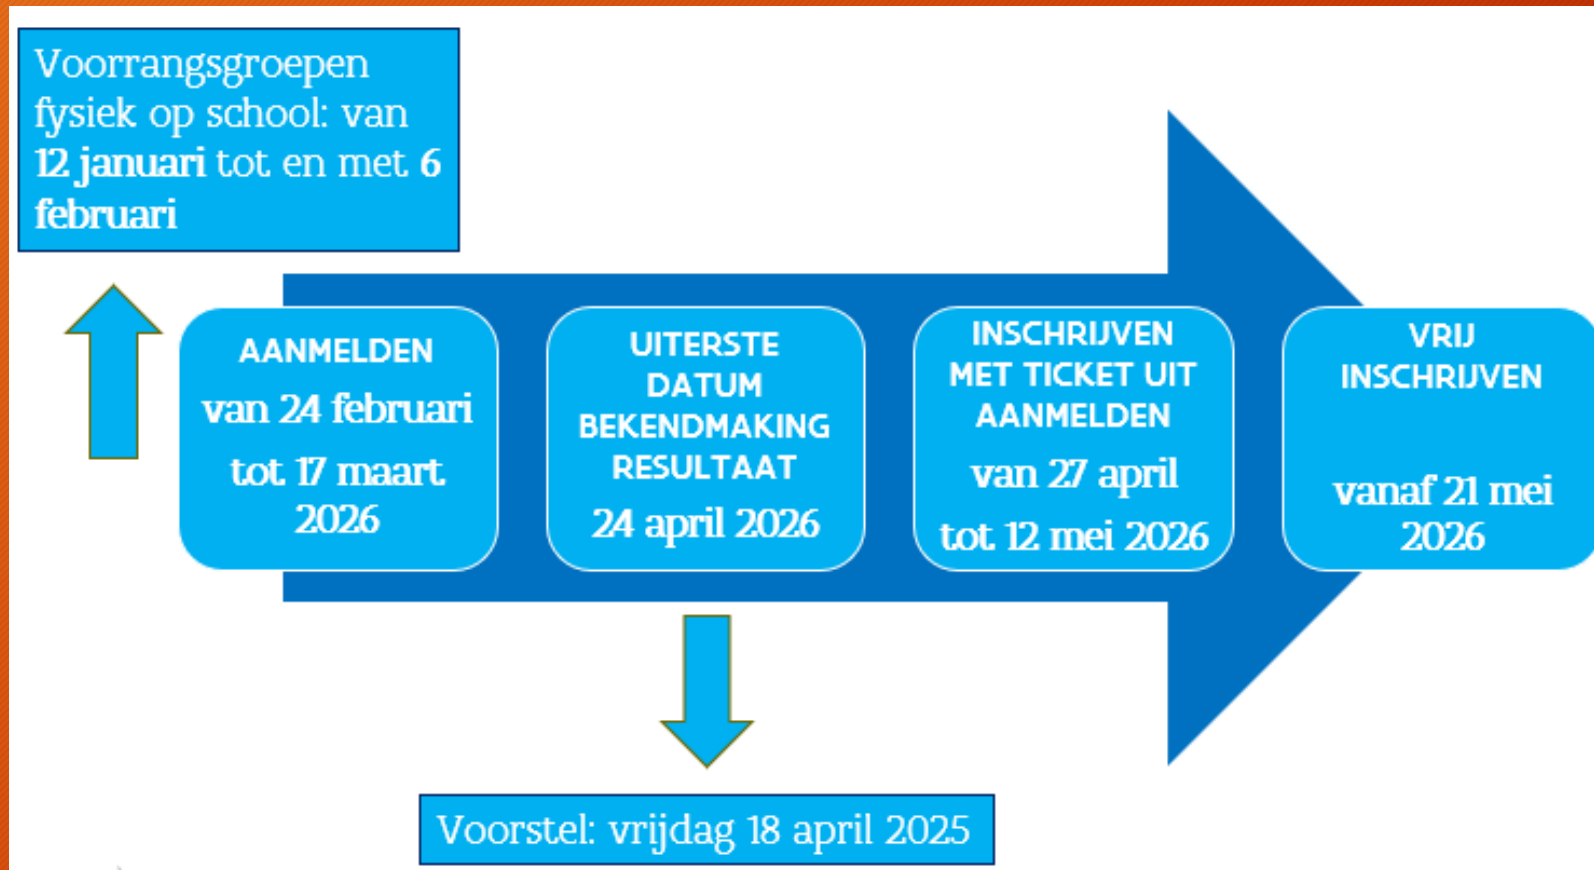 Voorrangsgroepen
fysiek op school: van
12 januari tot en met 6
februari
AANMELDEN
van 24 februari
tot 17 maart
2026
UITERSTE
DATUM
BEKENDMAKING
RESULTAAT
24 april 2026
INSCHRIJVEN
MET TICKET UIT
AANMELDEN
van 27 april
tot 12 mei 2026
VRIJ
INSCHRIJVEN
vanaf 21 mei
2026
Voorstel: vrijdag 18 april 2025